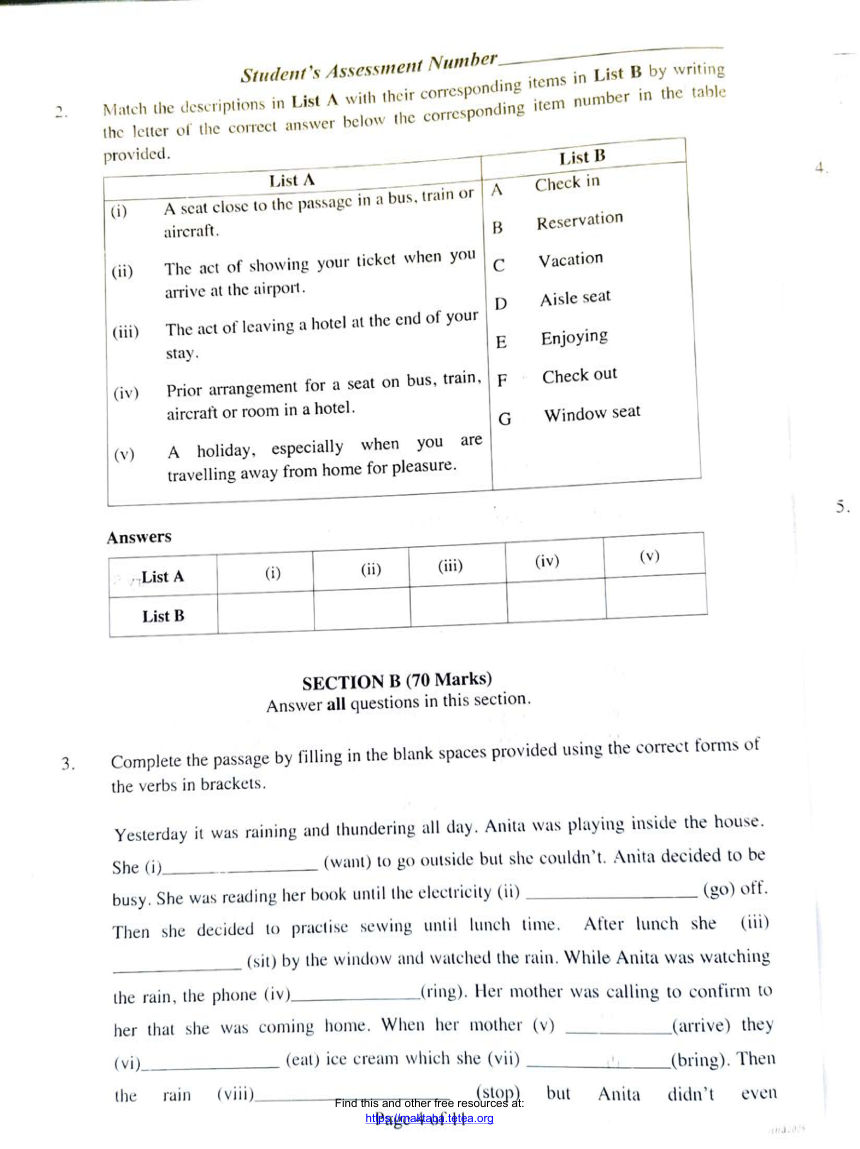 Student's Assessment Number
2. Match the descriptions in List A with their corresponding items in List B by writing
the letter of the correct answer below the corresponding item number in the table
provided.
List A List B
(i) A seat close to the passage in a bus, train or
aircraft.
(ii) The act of showing your ticket when you
arrive at the airport.
(iii) The act of leaving a hotel at the end of your
stay.
(iv) Prior arrangement for a seat on bus, train,
aircraft or room in a hotel.
(v) A holiday, especially when you are
travelling away from home for pleasure.
A Check in
B Reservation
C Vacation
D Aisle seat
E Enjoying
F Check out
G Window seat
4.
5.
Answers
List A (i) (ii) (iii) (iv) (v)
List B
SECTION B (70 Marks)
Answer all questions in this section.
3. Complete the passage by filling in the blank spaces provided using the correct forms of
the verbs in brackets.
Yesterday it was raining and thundering all day. Anita was playing inside the house.
She (i)____________ (want) to go outside but she couldn't. Anita decided to be
busy. She was reading her book until the electricity (ii) ____________ (go) off.
Then she decided to practise sewing until lunch time. After lunch she (iii)
____________ (sit) by the window and watched the rain. While Anita was watching
the rain, the phone (iv)____________(ring). Her mother was calling to confirm to
her that she was coming home. When her mother (v) ____________(arrive) they
(vi)____________ (eat) ice cream which she (vii) ____________(bring). Then
the rain (viii)____________ (stop) but Anita didn't even
Find this and other free resources at:
https://maktaba.tetea.org
Page 4 of 11